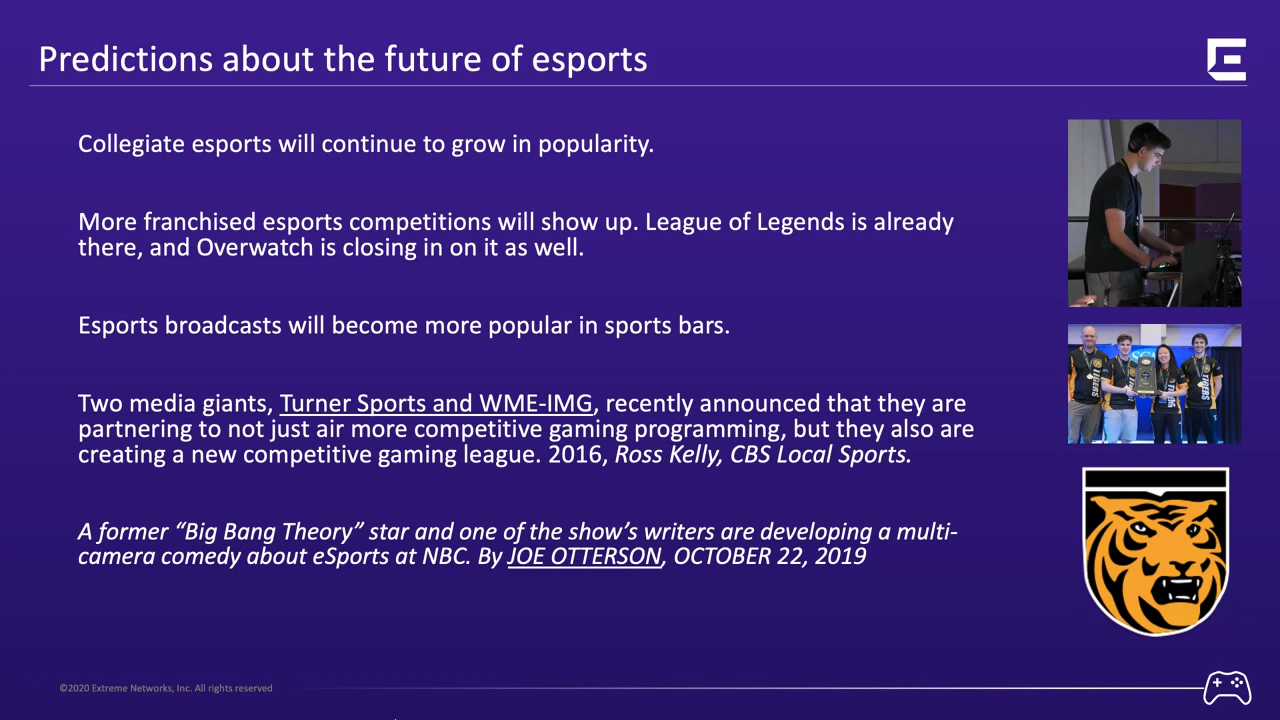 Predictions about the future of esports
Collegiate esports will continue to grow in popularity.
More franchised esports competitions will show up. League of Legends is already
there, and Overwatch is closing in on it as well.
Esports broadcasts will become more popular in sports bars.
Two media giants, Turner Sports and WME-IMG, recently announced that they are
partnering to not just air more competitive gaming programming, but they also are
creating a new competitive gaming league. 2016, Ross Kelly, CBS Local Sports.
A former “Big Bang Theory” star and one of the show’s writers are developing a multi-
camera comedy about eSports at NBC. By JOE OTTERSON, OCTOBER 22, 2019
©2020 Extreme Networks, Inc. All rights reserved